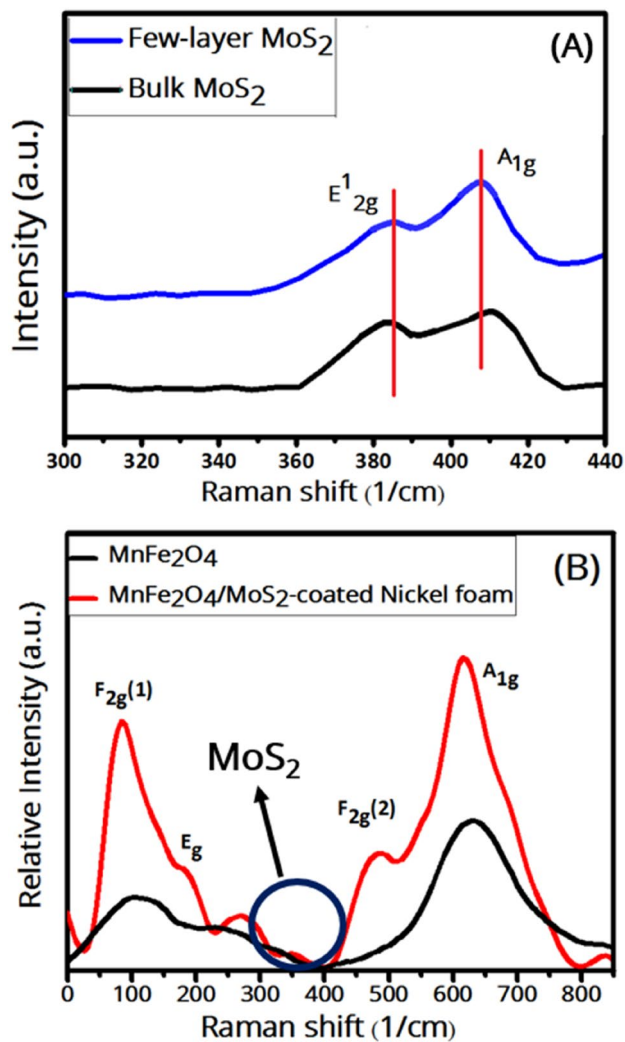 Few-layer MoS2
Bulk MoS2
(A)
E12g
A1g
Intensity (a.u.)
300 320 340 360 380 400 420 440
Raman shift (1/cm)
MnFe2O4
MnFe2O4/MoS2-coated Nickel foam
(B)
F2g(1)
Eg
MoS2
F2g(2)
A1g
Relative Intensity (a.u.)
0 100 200 300 400 500 600 700 800
Raman shift (1/cm)